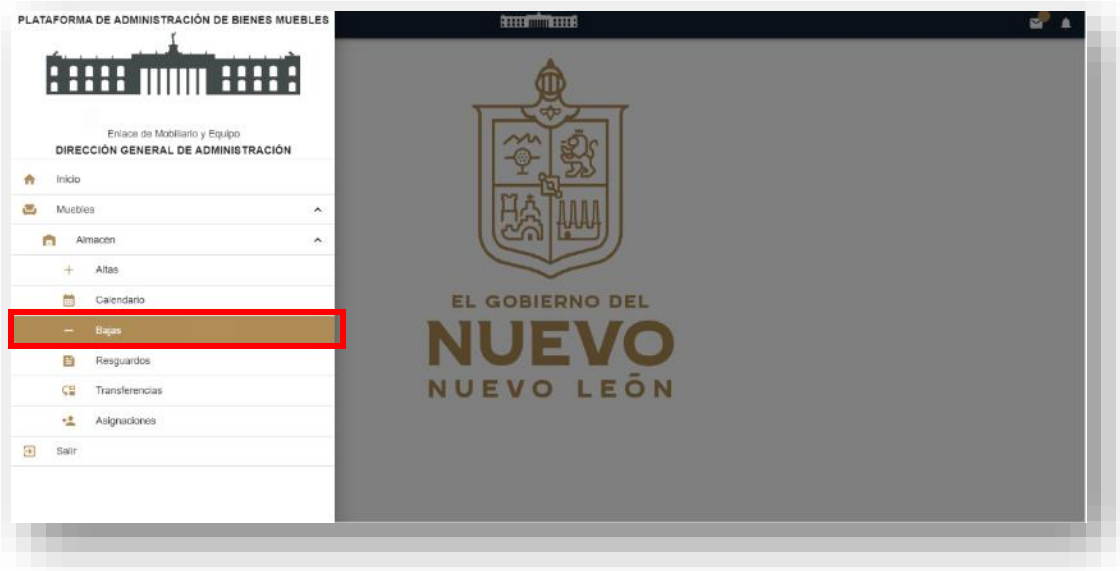 PLATAFORMA DE ADMINISTRACIÓN DE BIENES MUEBLES
Enlace de Mobiliario y Equipo
DIRECCIÓN GENERAL DE ADMINISTRACIÓN
Inicio
Muebles
Almacén
Altas
Calendario
Bajas
Resguardos
Transferencias
Asignaciones
Salir
EL GOBIERNO DEL
NUEVO
NUEVO LEÓN